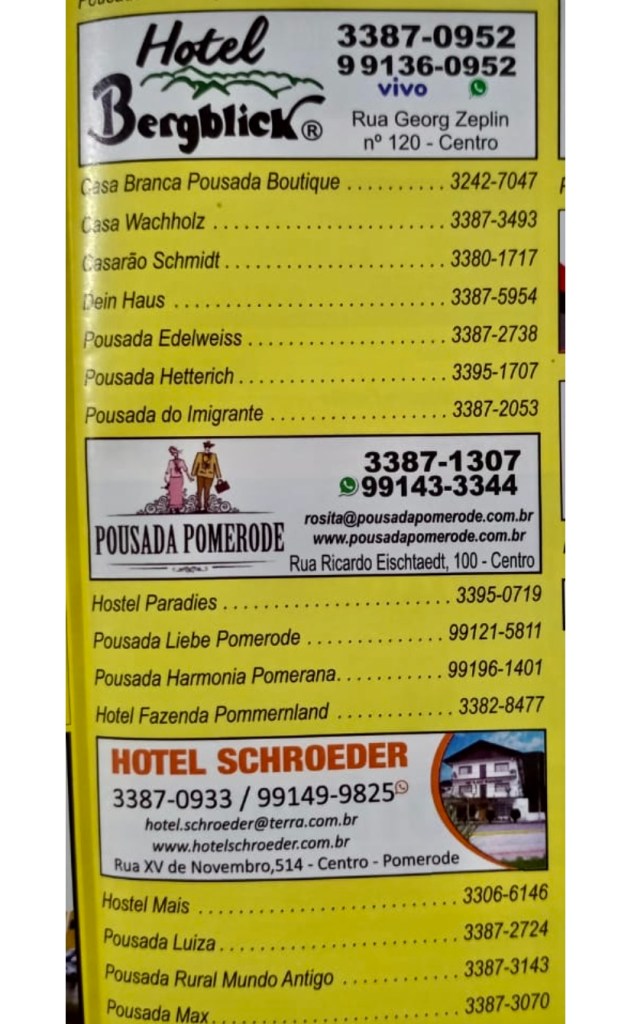 Hotel
Bergblick®
3387-0952
99136-0952
vivo
Rua Georg Zeplin
nº 120 - Centro
Casa Branca Pousada Boutique .......... 3242-7047
Casa Wachholz .......................... 3387-3493
Casarão Schmidt ........................ 3380-1717
Dein Haus .............................. 3387-5954
Pousada Edelweiss ..................... 3387-2738
Pousada Hetterich ...................... 3395-1707
Pousada do Imigrante .................. 3387-2053
POUSADA POMERODE
3387-1307
99143-3344
rosita@pousadapomerode.com.br
www.pousadapomerode.com.br
Rua Ricardo Eischtaedt, 100 - Centro
Hostel Paradies ........................ 3395-0719
Pousada Liebe Pomerode .............. 99121-5811
Pousada Harmonia Pomerana ........... 99196-1401
Hotel Fazenda Pommernland ............ 3382-8477
HOTEL SCHROEDER
3387-0933 / 99149-9825
hotel.schroeder@terra.com.br
www.hotelschroeder.com.br
Rua XV de Novembro,514 - Centro - Pomerode
Hostel Mais ............................ 3306-6146
Pousada Luiza .......................... 3387-2724
Pousada Rural Mundo Antigo ............ 3387-3143
Pousada Max ............................ 3387-3070